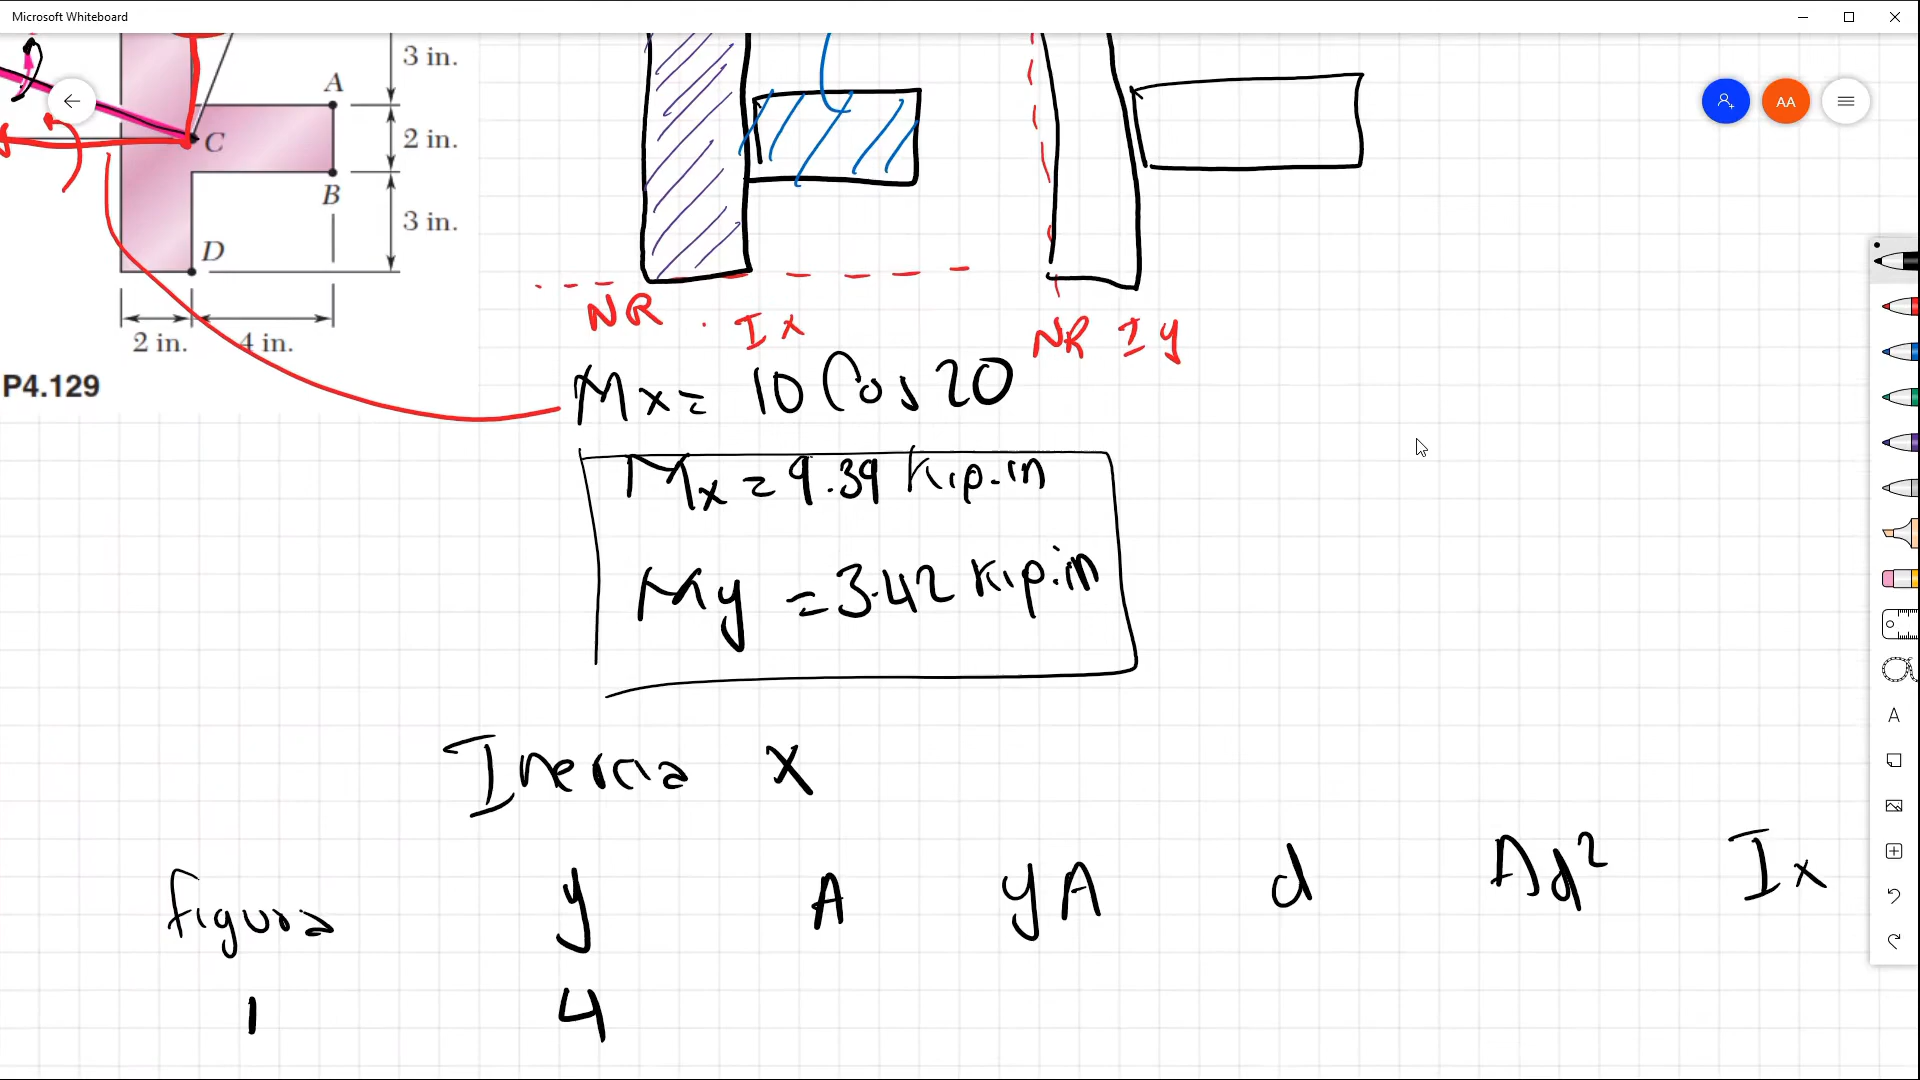 Microsoft Whiteboard
3 in.
A
C
2 in.
B
3 in.
D
2 in.
4 in.
P4.129
AA
NR
Ix
NR Iy
Mx = 10 Cos 20
Mx = 9.39 Kip.in
My = 3.42 Kip.in
Inercia x
figura y A yA d Ad² Ix
1 4
A